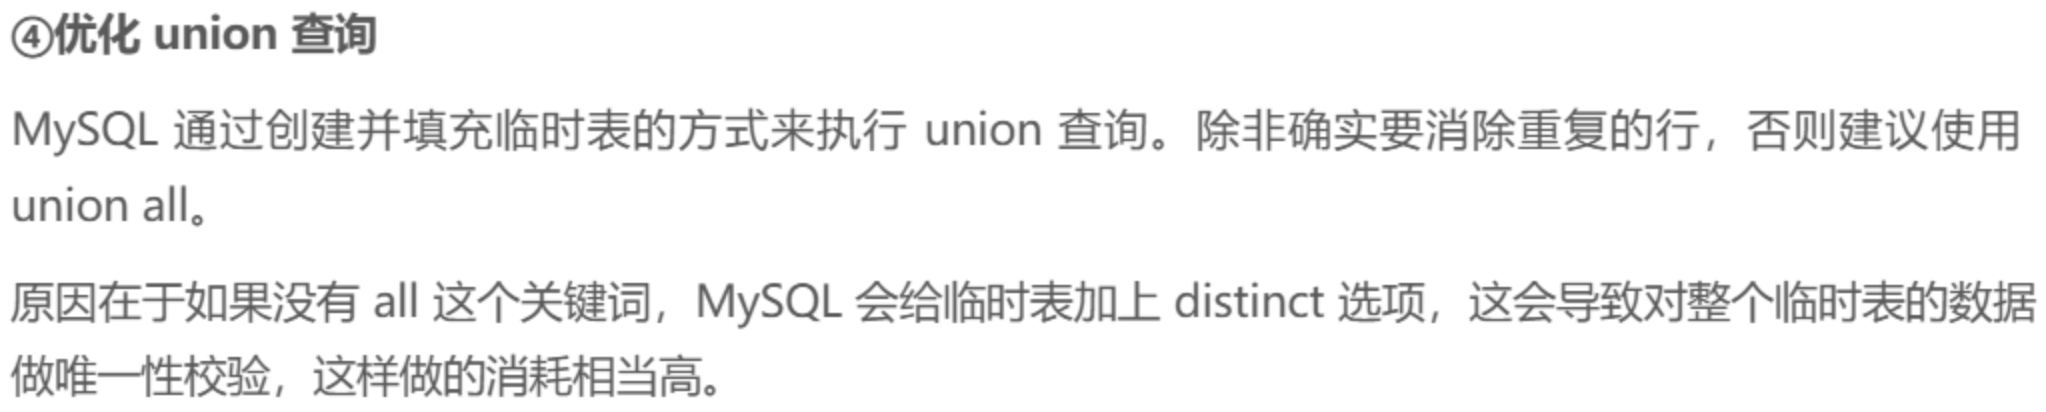 ④优化 union 查询
MySQL 通过创建并填充临时表的方式来执行 union 查询。除非确实要消除重复的行，否则建议使用
union all。
原因在于如果没有 all 这个关键词，MySQL 会给临时表加上 distinct 选项，这会导致对整个临时表的数据
做唯一性校验，这样做的消耗相当高。